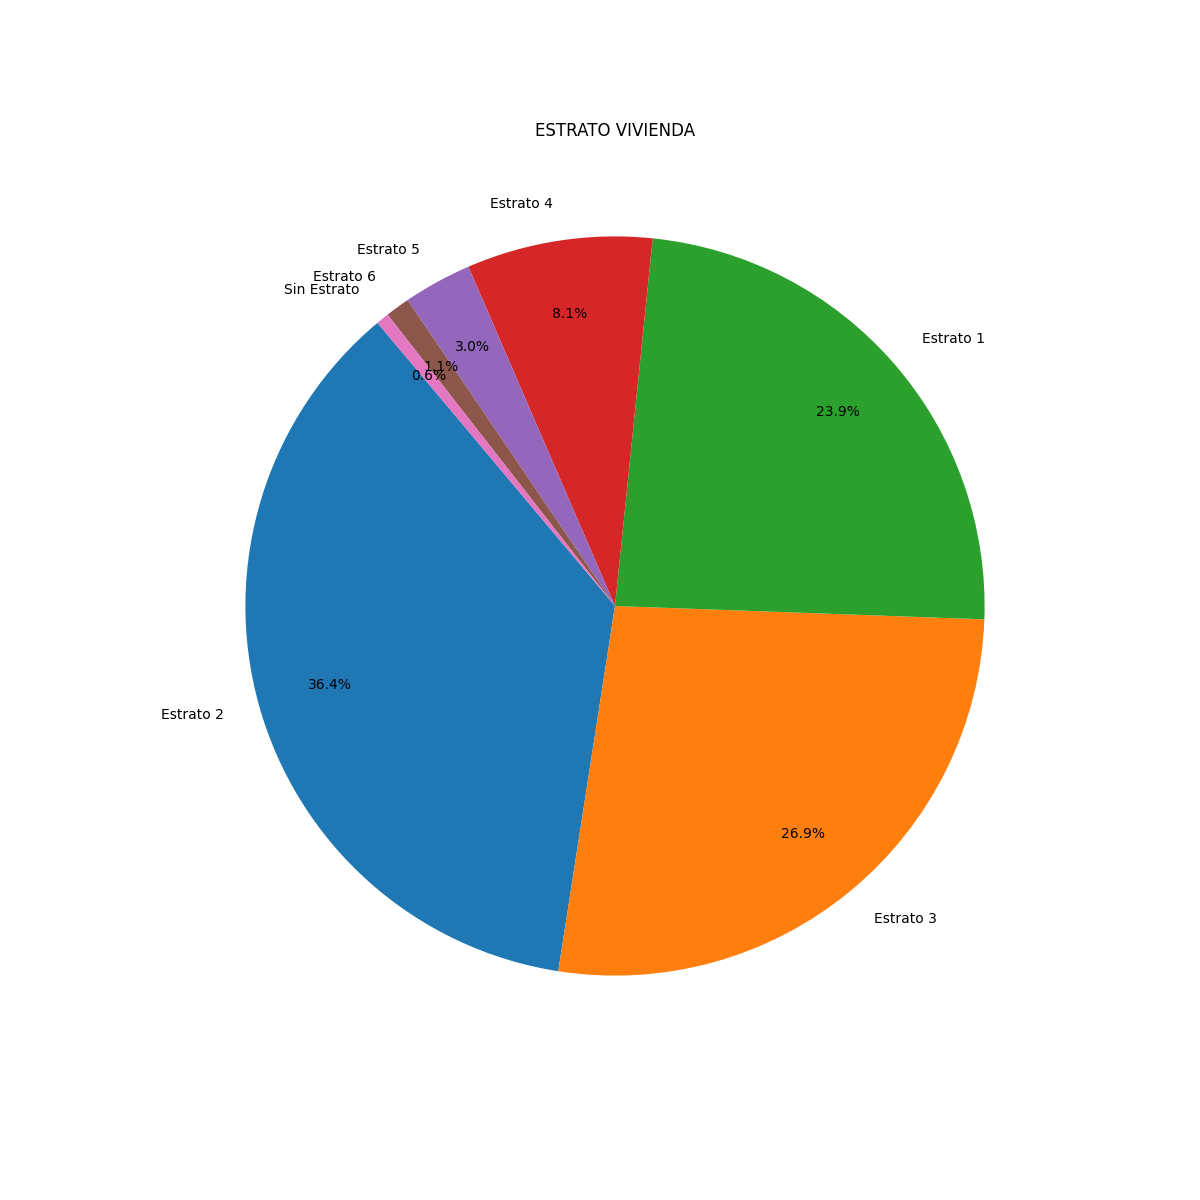 ESTRATO VIVIENDA
Estrato 4
Estrato 5
Estrato 6
Sin Estrato
8.1%
Estrato 1
3.0%
1.1%
0.6%
23.9%
36.4%
Estrato 2
26.9%
Estrato 3